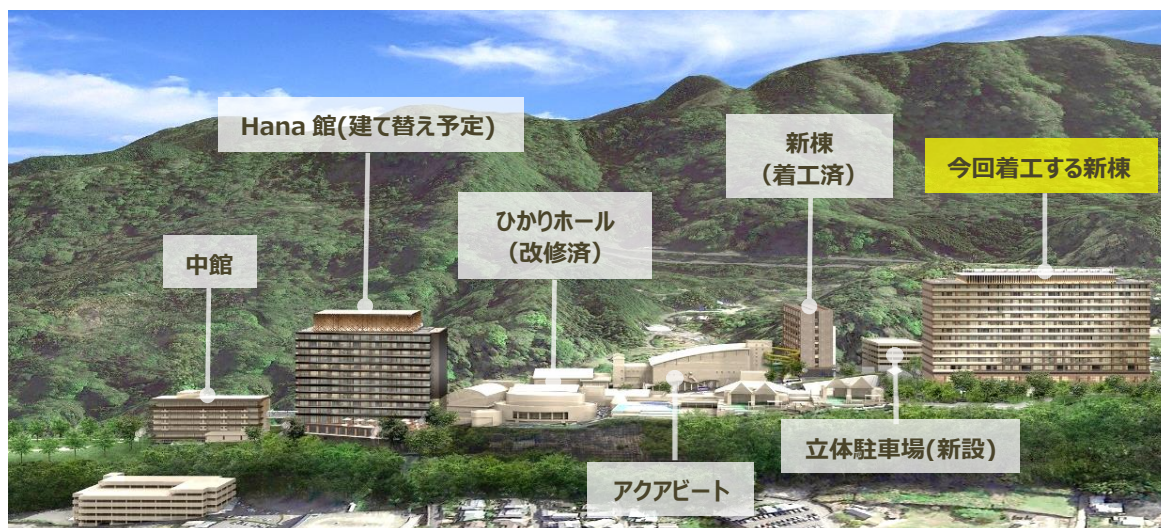 Hana 館(建て替え予定)
新棟
(着工済)
今回着工する新棟
ひかりホール
(改修済)
中館
立体駐車場(新設)
アクアビート